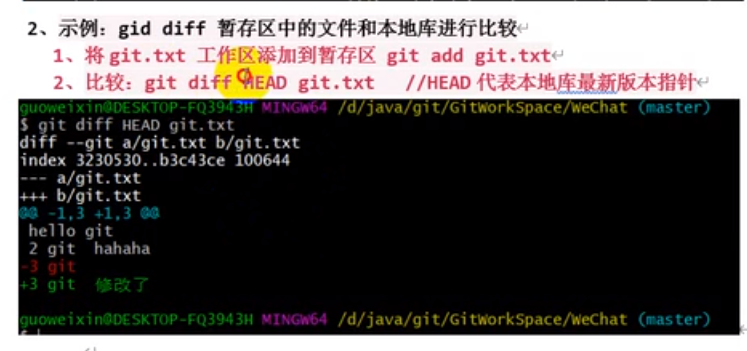 2、示例：gid diff 暂存区中的文件和本地库进行比较
1、将git.txt 工作区添加到暂存区 git add git.txt
2、比较：git diff HEAD git.txt //HEAD代表本地库最新版本指针
guoweixin@DESKTOP-FQ3943H MINGW64 /d/java/git/GitWorkSpace/WeChat (master)
$ git diff HEAD git.txt
diff --git a/git.txt b/git.txt
index 3230530..b3c43ce 100644
--- a/git.txt
+++ b/git.txt
@@ -1,3 +1,3 @@
hello git
2 git  hahaha
-3 git
+3 git  修改了
guoweixin@DESKTOP-FQ3943H MINGW64 /d/java/git/GitWorkSpace/WeChat (master)